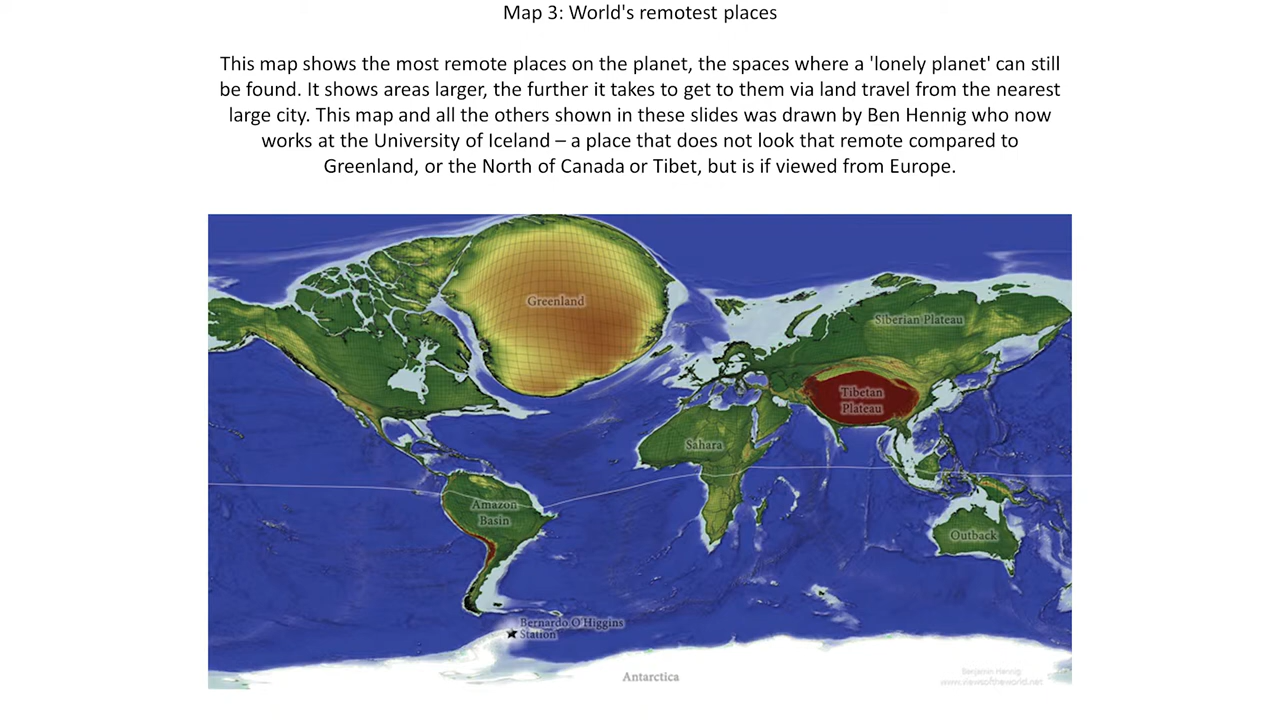 Map 3: World's remotest places
This map shows the most remote places on the planet, the spaces where a 'lonely planet' can still
be found. It shows areas larger, the further it takes to get to them via land travel from the nearest
large city. This map and all the others shown in these slides was drawn by Ben Hennig who now
works at the University of Iceland – a place that does not look that remote compared to
Greenland, or the North of Canada or Tibet, but is if viewed from Europe.
Greenland
Siberian Plateau
Tibetan
Plateau
Sahara
Amazon
Basin
Outback
Bernardo O'Higgins
Station
Antarctica
Benjamin Hennig
www.viewsoftheworld.net